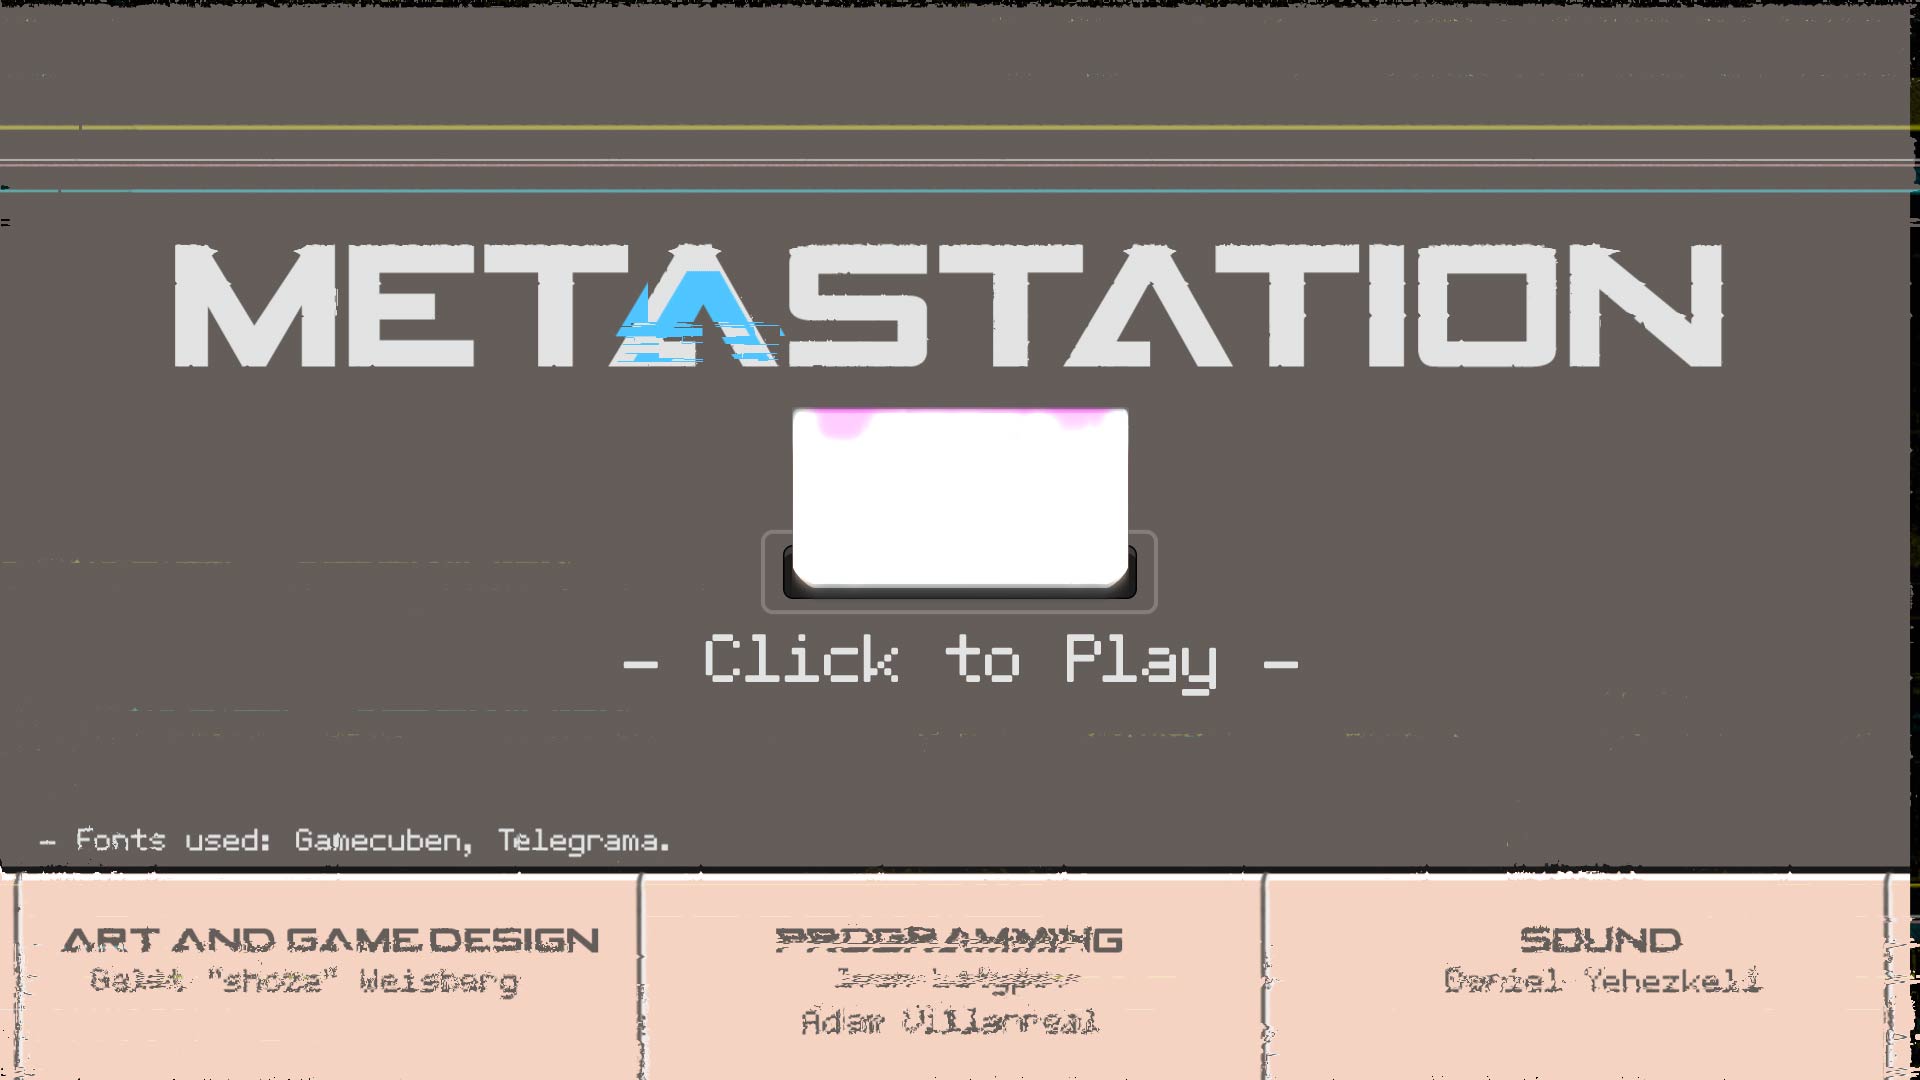 METASTATION
- Click to Play -
- Fonts used: Gamecuben, Telegrama.
ART AND GAME DESIGN
"shoza" Weisberg
PROGRAMMING
Adam Villarreal
SOUND
Daniel Yehezkeli